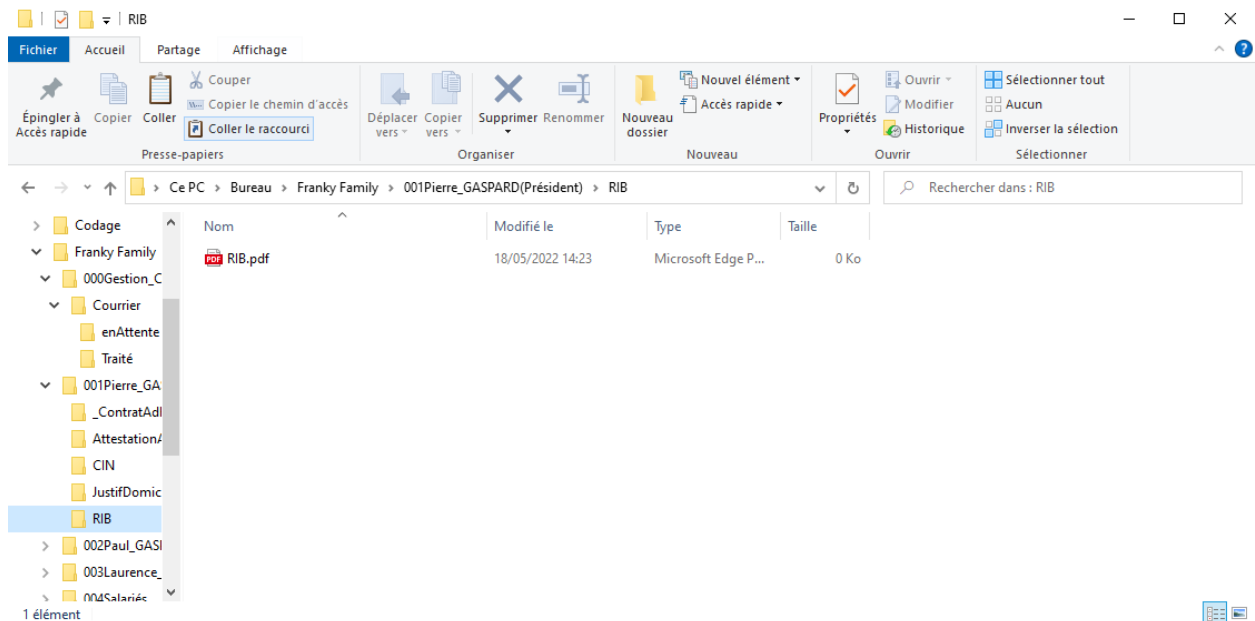 RIB
Fichier Accueil Partage Affichage
Épingler à Accès rapide
Copier
Coller
Couper
Copier le chemin d'accès
Coller le raccourci
Presse-papiers
Déplacer vers
Copier vers
Supprimer
Renommer
Organiser
Nouveau dossier
Nouvel élément
Accès rapide
Nouveau
Propriétés
Ouvrir
Modifier
Historique
Ouvrir
Sélectionner tout
Aucun
Inverser la sélection
Sélectionner
Ce PC > Bureau > Franky Family > 001Pierre_GASPARD(Président) > RIB
Rechercher dans : RIB
Codage
Franky Family
000Gestion_C
Courrier
enAttente
Traité
001Pierre_GA
_ContratAdl
AttestationA
CIN
JustifDomic
RIB
002Paul_GASI
003Laurence_
004Salariés
Nom Modifié le Type Taille
PDF RIB.pdf 18/05/2022 14:23 Microsoft Edge P... 0 Ko
1 élément